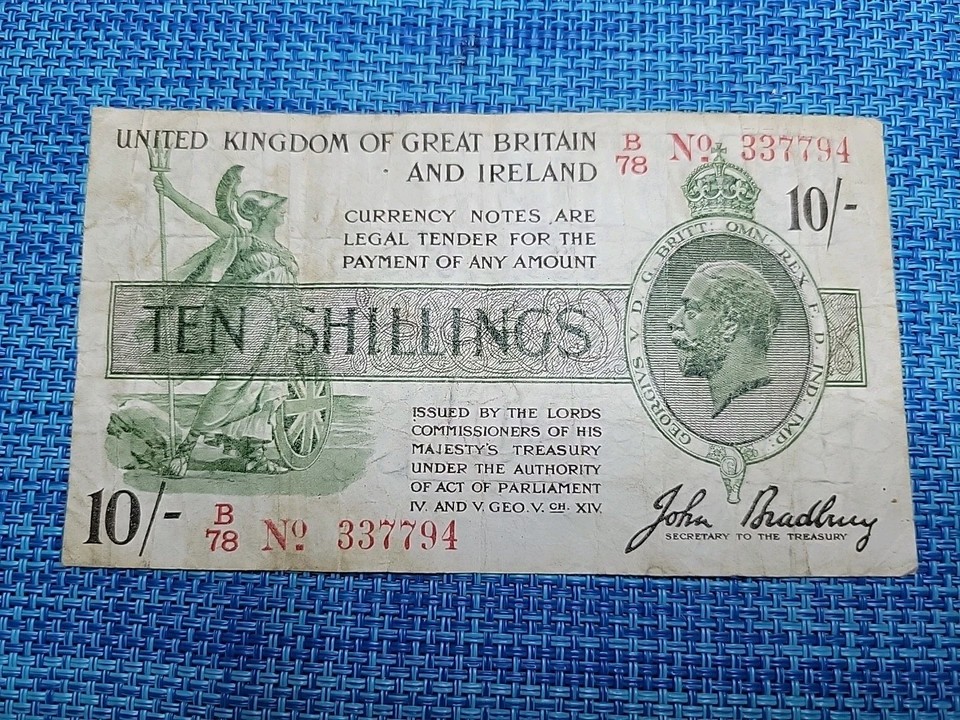 UNITED KINGDOM OF GREAT BRITAIN
AND IRELAND
B
78
No 337794
10/-
CURRENCY NOTES ARE
LEGAL TENDER FOR THE
PAYMENT OF ANY AMOUNT
TEN SHILLINGS
GEORGIVS V. D. G. BRITT: OMN: REX F. D. IND: IMP:
ISSUED BY THE LORDS
COMMISSIONERS OF HIS
MAJESTY'S TREASURY
UNDER THE AUTHORITY
OF ACT OF PARLIAMENT
IV. AND V. GEO. V. CH. XIV.
10/-
B
78
No 337794
John Bradbury
SECRETARY TO THE TREASURY